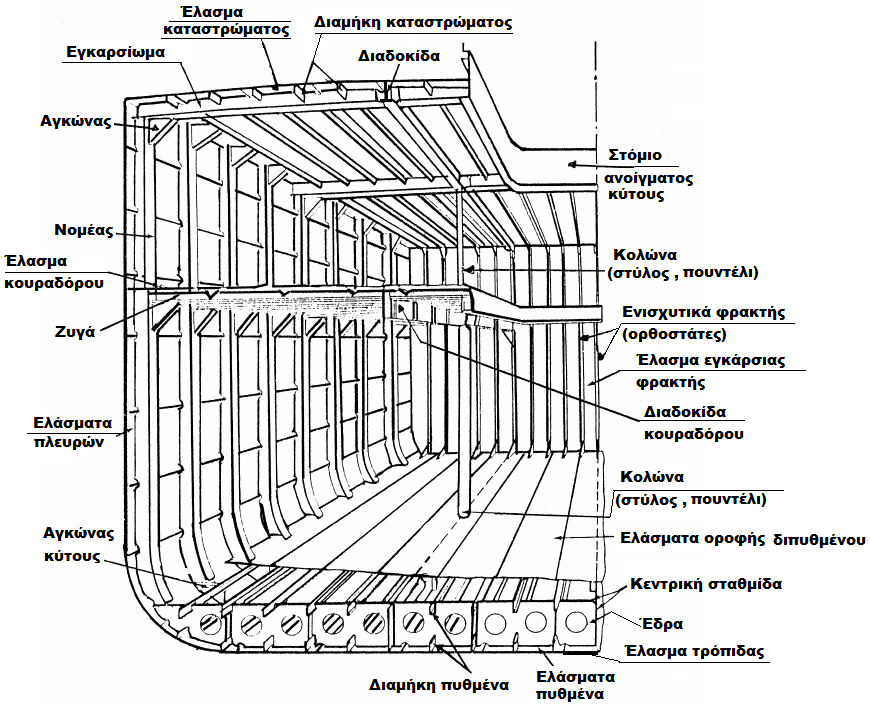 Έλασμα
καταστρώματος
Διαμήκη καταστρώματος
Εγκαρσίωμα
Διαδοκίδα
Αγκώνας
Στόμιο
ανοίγματος
κύτους
Νομέας
Κολώνα
(στύλος , πουντέλι)
Έλασμα
κουραδόρου
Ζυγά
Ενισχυτικά φρακτής
(ορθοστάτες)
Έλασμα εγκάρσιας
φρακτής
Διαδοκίδα
κουραδόρου
Ελάσματα
πλευρών
Κολώνα
(στύλος , πουντέλι)
Αγκώνας
κύτους
Ελάσματα οροφής διπυθμένου
Κεντρική σταθμίδα
Έδρα
Έλασμα τρόπιδας
Διαμήκη πυθμένα
Ελάσματα
πυθμένα